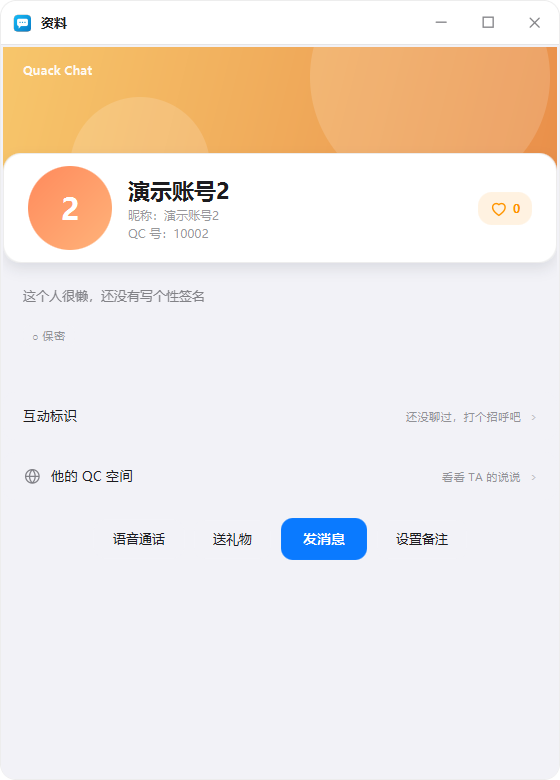 资料
Quack Chat
2
演示账号2
昵称：演示账号2
QC 号：10002
0
这个人很懒，还没有写个性签名
○ 保密
互动标识
还没聊过，打个招呼吧 ›
他的 QC 空间
看看 TA 的说说 ›
语音通话
送礼物
发消息
设置备注